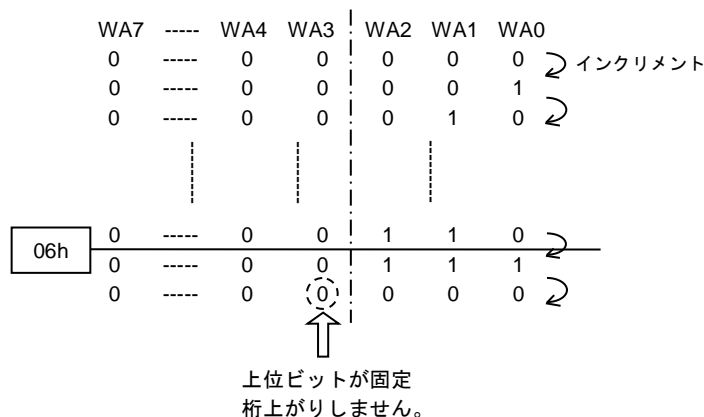 WA7 ----- WA4 WA3 WA2 WA1 WA0
0 ----- 0 0 0 0 0 インクリメント
0 ----- 0 0 0 0 1
0 ----- 0 0 0 1 0
0 ----- 0 0 1 1 0
06h
0 ----- 0 0 1 1 1
0 ----- 0 0 0 0 0
上位ビットが固定
桁上がりしません。